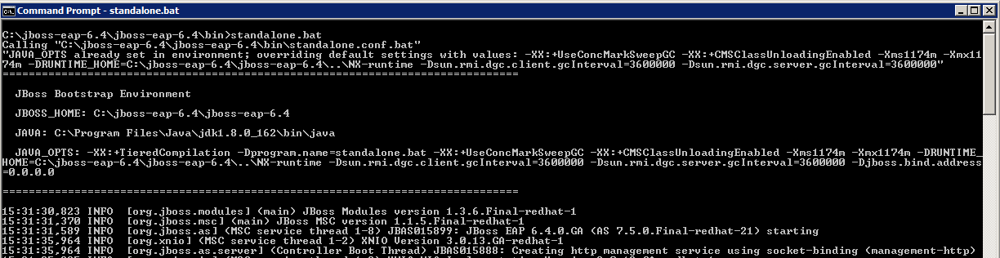 Command Prompt - standalone.bat
C:\jboss-eap-6.4\jboss-eap-6.4\bin>standalone.bat
Calling "C:\jboss-eap-6.4\jboss-eap-6.4\bin\standalone.conf.bat"
"JAVA_OPTS already set in environment; overriding default settings with values: -XX:+UseConcMarkSweepGC -XX:+CMSClassUnloadingEnabled -Xms1174m -Xmx11
74m -DRUNTIME_HOME=C:\jboss-eap-6.4\jboss-eap-6.4\..\NX-runtime -Dsun.rmi.dgc.client.gcInterval=3600000 -Dsun.rmi.dgc.server.gcInterval=3600000"
===============================================================================
JBoss Bootstrap Environment
JBOSS_HOME: C:\jboss-eap-6.4\jboss-eap-6.4
JAVA: C:\Program Files\Java\jdk1.8.0_162\bin\java
JAVA_OPTS: -XX:+TieredCompilation -Dprogram.name=standalone.bat -XX:+UseConcMarkSweepGC -XX:+CMSClassUnloadingEnabled -Xms1174m -Xmx1174m -DRUNTIME_
HOME=C:\jboss-eap-6.4\jboss-eap-6.4\..\NX-runtime -Dsun.rmi.dgc.client.gcInterval=3600000 -Dsun.rmi.dgc.server.gcInterval=3600000 -Djboss.bind.address
=0.0.0.0
===============================================================================
15:31:30,823 INFO  [org.jboss.modules] (main) JBoss Modules version 1.3.6.Final-redhat-1
15:31:31,370 INFO  [org.jboss.msc] (main) JBoss MSC version 1.1.5.Final-redhat-1
15:31:31,589 INFO  [org.jboss.as] (MSC service thread 1-8) JBAS015899: JBoss EAP 6.4.0.GA (AS 7.5.0.Final-redhat-21) starting
15:31:35,964 INFO  [org.xnio] (MSC service thread 1-2) XNIO Version 3.0.13.GA-redhat-1
15:31:35,964 INFO  [org.jboss.as.server] (Controller Boot Thread) JBAS015888: Creating http management service using socket-binding (management-http)